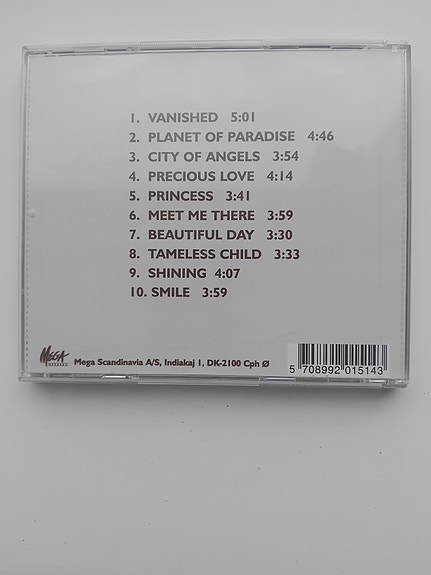 1. VANISHED 5:01
2. PLANET OF PARADISE 4:46
3. CITY OF ANGELS 3:54
4. PRECIOUS LOVE 4:14
5. PRINCESS 3:41
6. MEET ME THERE 3:59
7. BEAUTIFUL DAY 3:30
8. TAMELESS CHILD 3:33
9. SHINING 4:07
10. SMILE 3:59
MEGA
RECORDS
Mega Scandinavia A/S, Indiakaj 1, DK-2100 Cph Ø
5 708992 015143